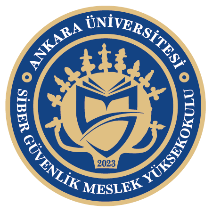 ANKARA ÜNİVERSİTESİ
2023
SİBER GÜVENLİK MESLEK YÜKSEKOKULU